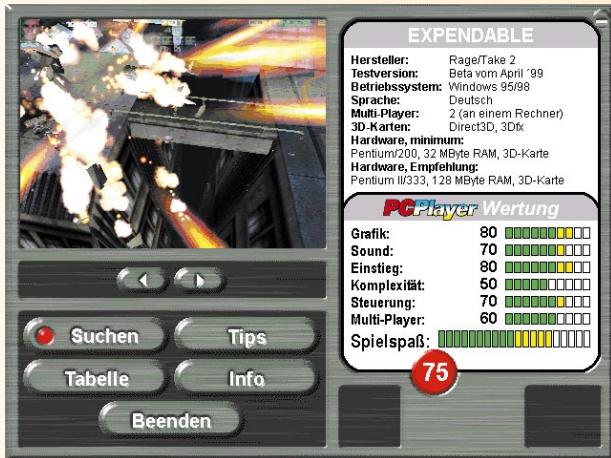 EXPENDABLE
Hersteller: Rage/Take 2
Testversion: Beta vom April ´99
Betriebssystem: Windows 95/98
Sprache: Deutsch
Multi-Player: 2 (an einem Rechner)
3D-Karten: Direct3D, 3Dfx
Hardware, minimum:
Pentium/200, 32 MByte RAM, 3D-Karte
Hardware, Empfehlung:
Pentium II/333, 128 MByte RAM, 3D-Karte
PCPlayer Wertung
Grafik: 80
Sound: 70
Einstieg: 80
Komplexität: 50
Steuerung: 70
Multi-Player: 60
Spielspaß:
75
Suchen
Tips
Tabelle
Info
Beenden